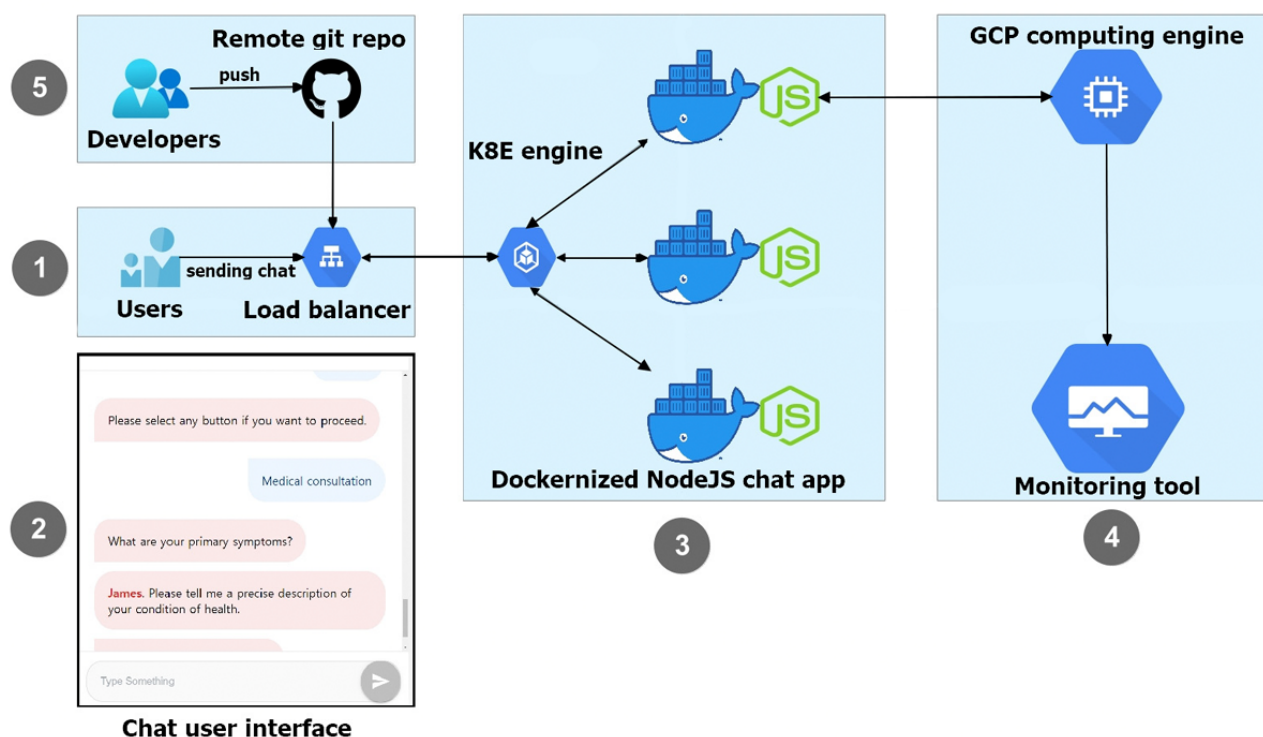 5
Remote git repo
push
Developers
1
sending chat
Users
Load balancer
2
Please select any button if you want to proceed.
Medical consultation
What are your primary symptoms?
James. Please tell me a precise description of
your condition of health.
Type Something
Chat user interface
K8E engine
JS
JS
JS
Dockernized NodeJS chat app
3
GCP computing engine
Monitoring tool
4